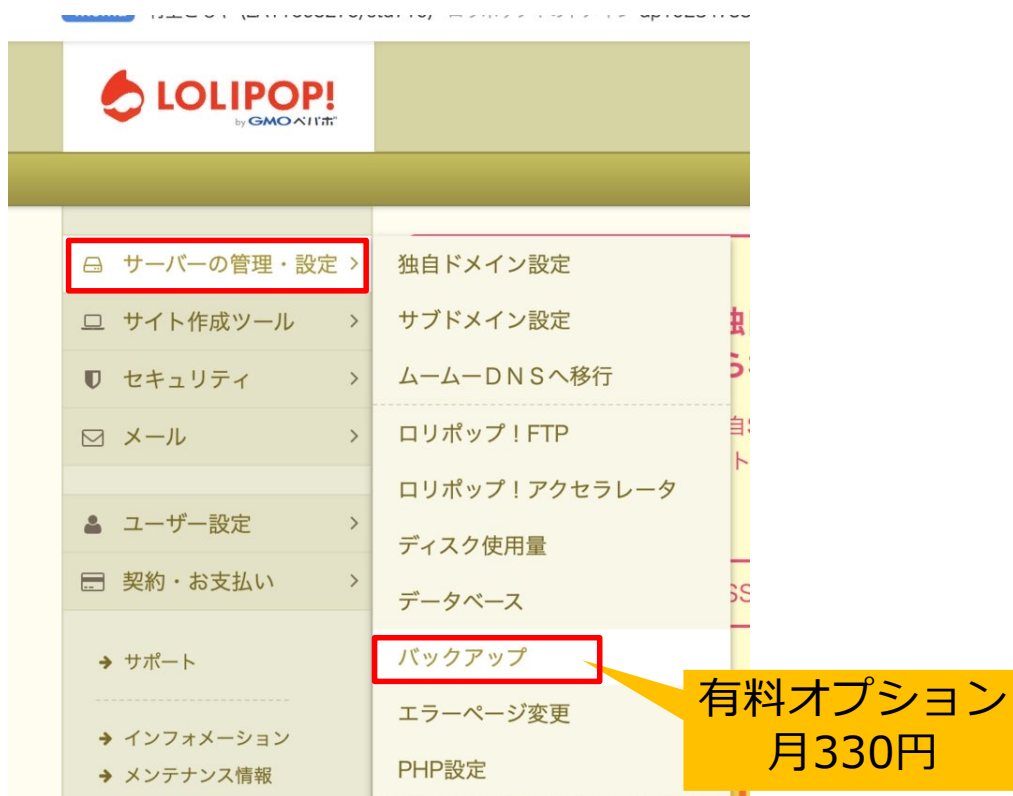 LOLIPOP!
by GMOペパボ
サーバーの管理・設定
サイト作成ツール
セキュリティ
メール
ユーザー設定
契約・お支払い
サポート
インフォメーション
メンテナンス情報
独自ドメイン設定
サブドメイン設定
ムームーDNSへ移行
ロリポップ!FTP
ロリポップ!アクセラレータ
ディスク使用量
データベース
バックアップ
エラーページ変更
PHP設定
有料オプション
月330円